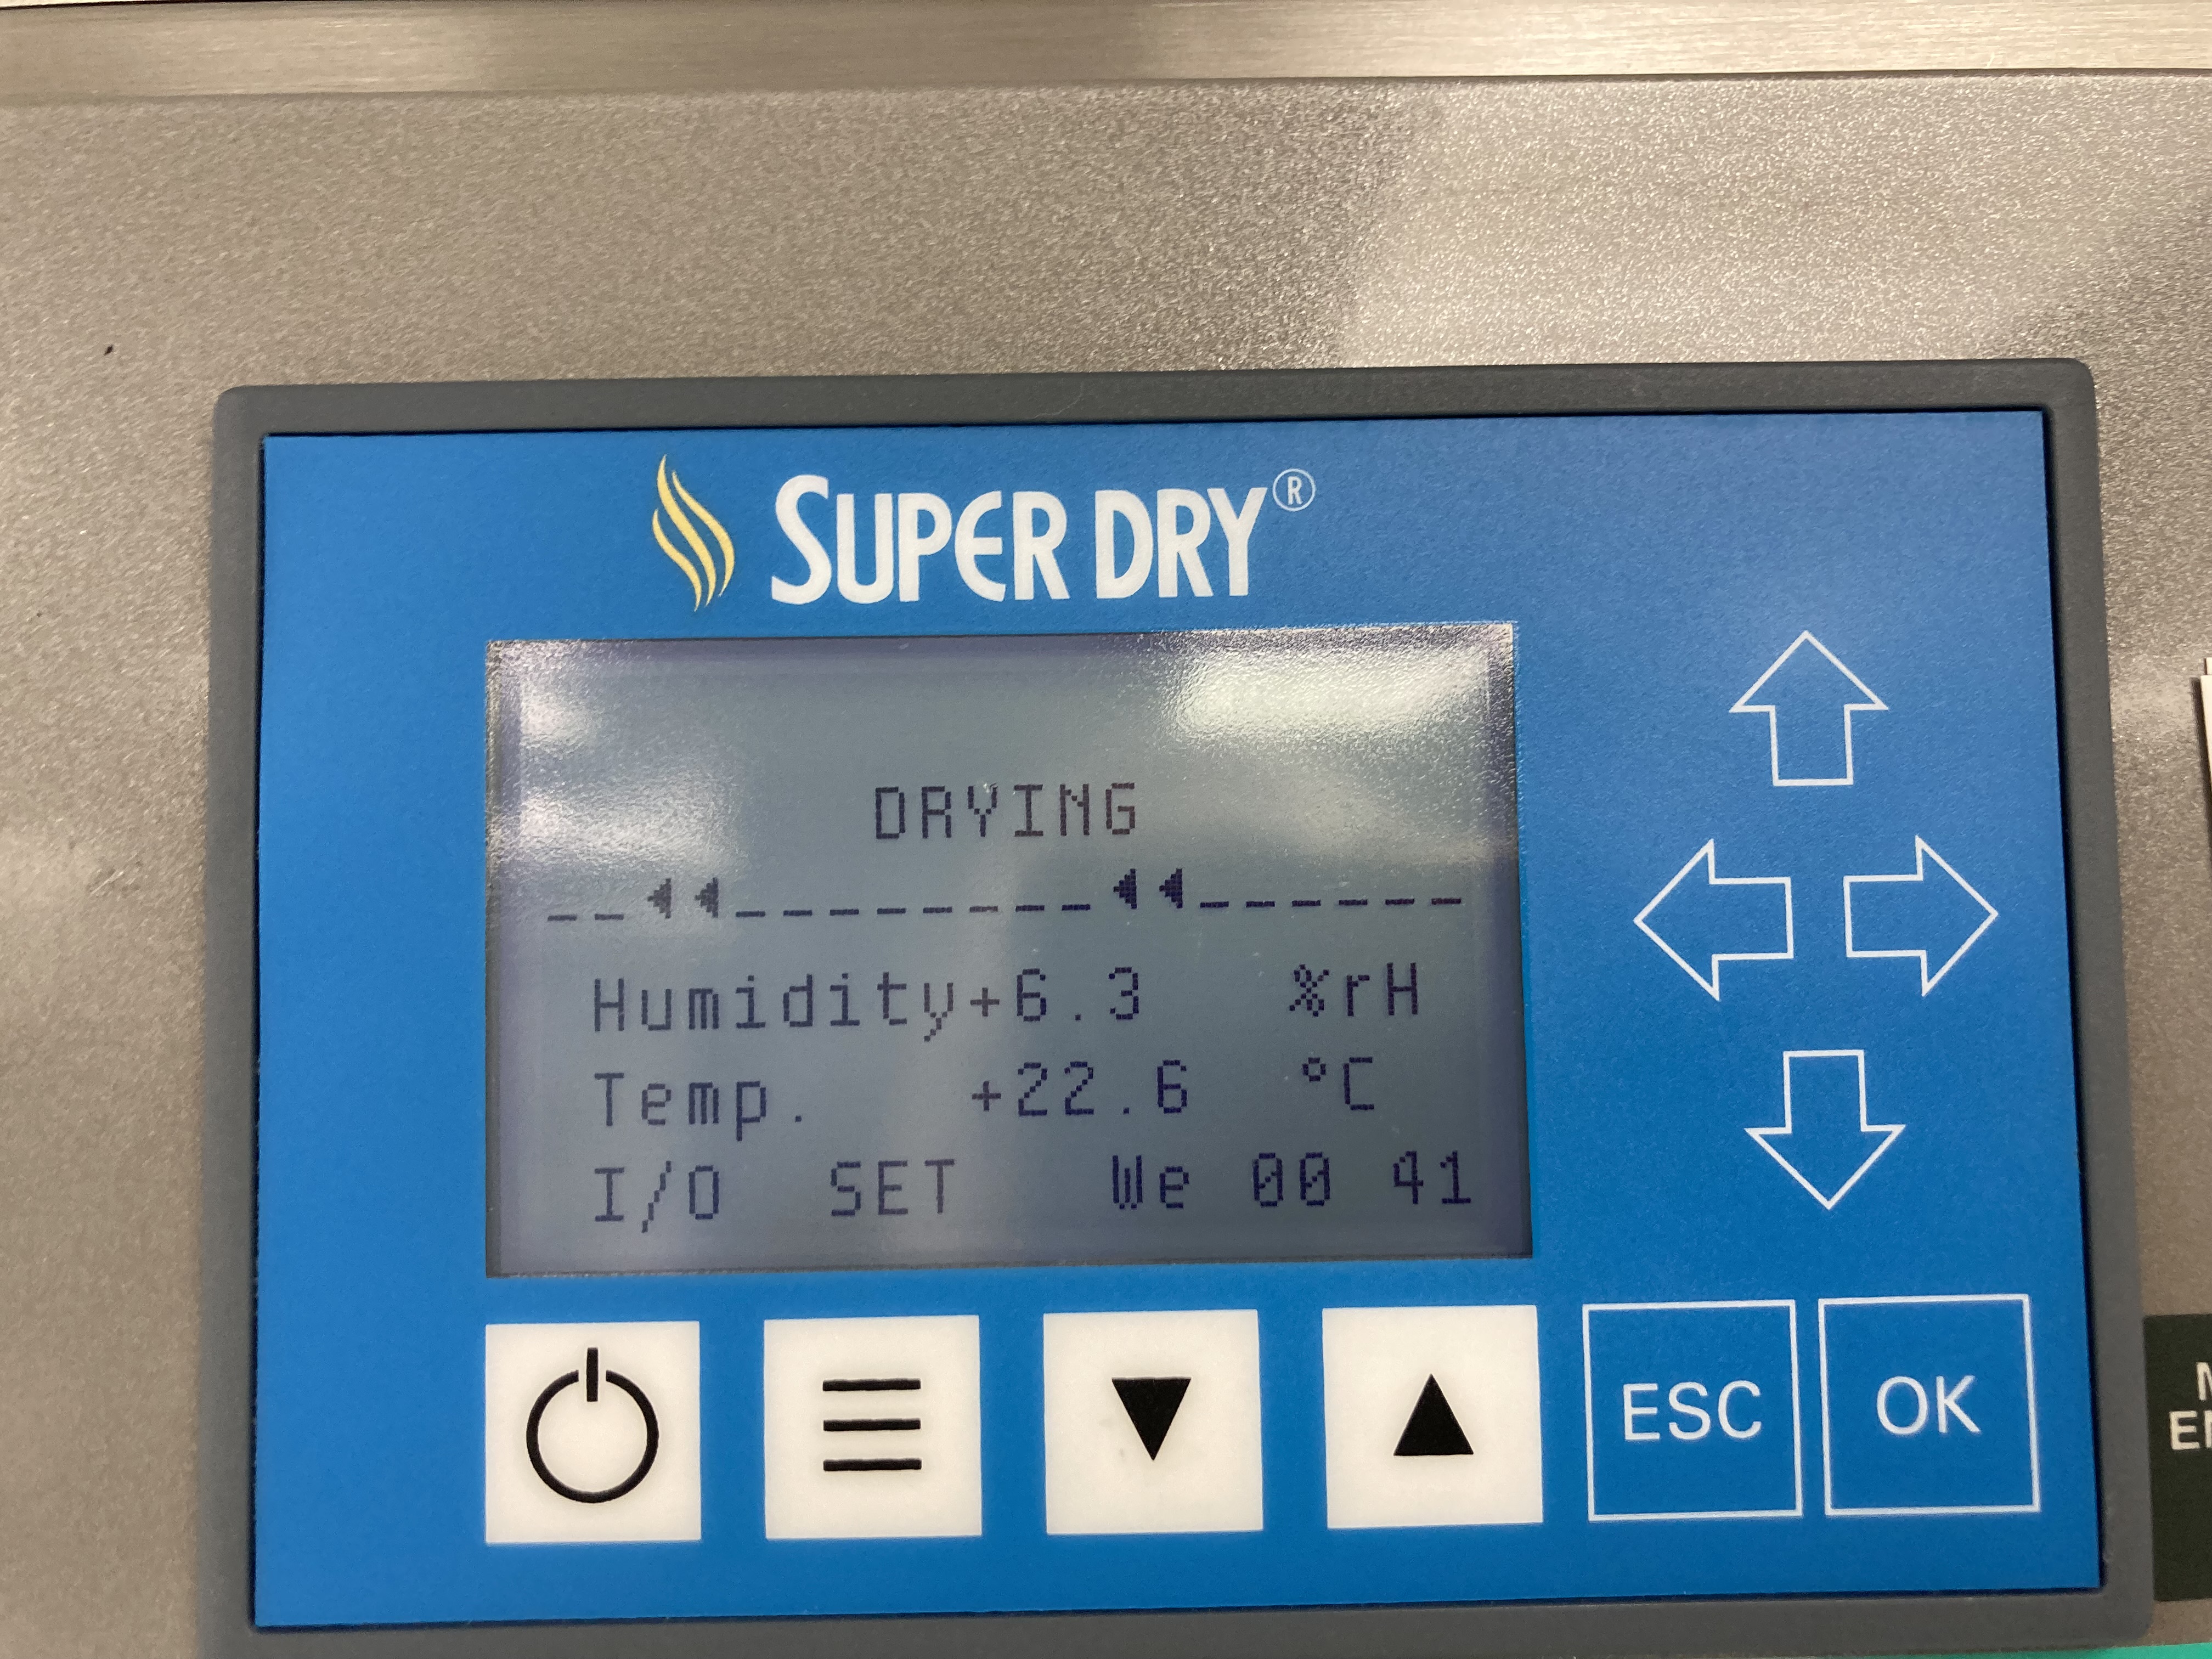 SUPER DRY®
DRYING
--◀◀--------◀◀------
Humidity+6.3 %rH
Temp. +22.6 °C
I/O SET We 00 41
ESC OK